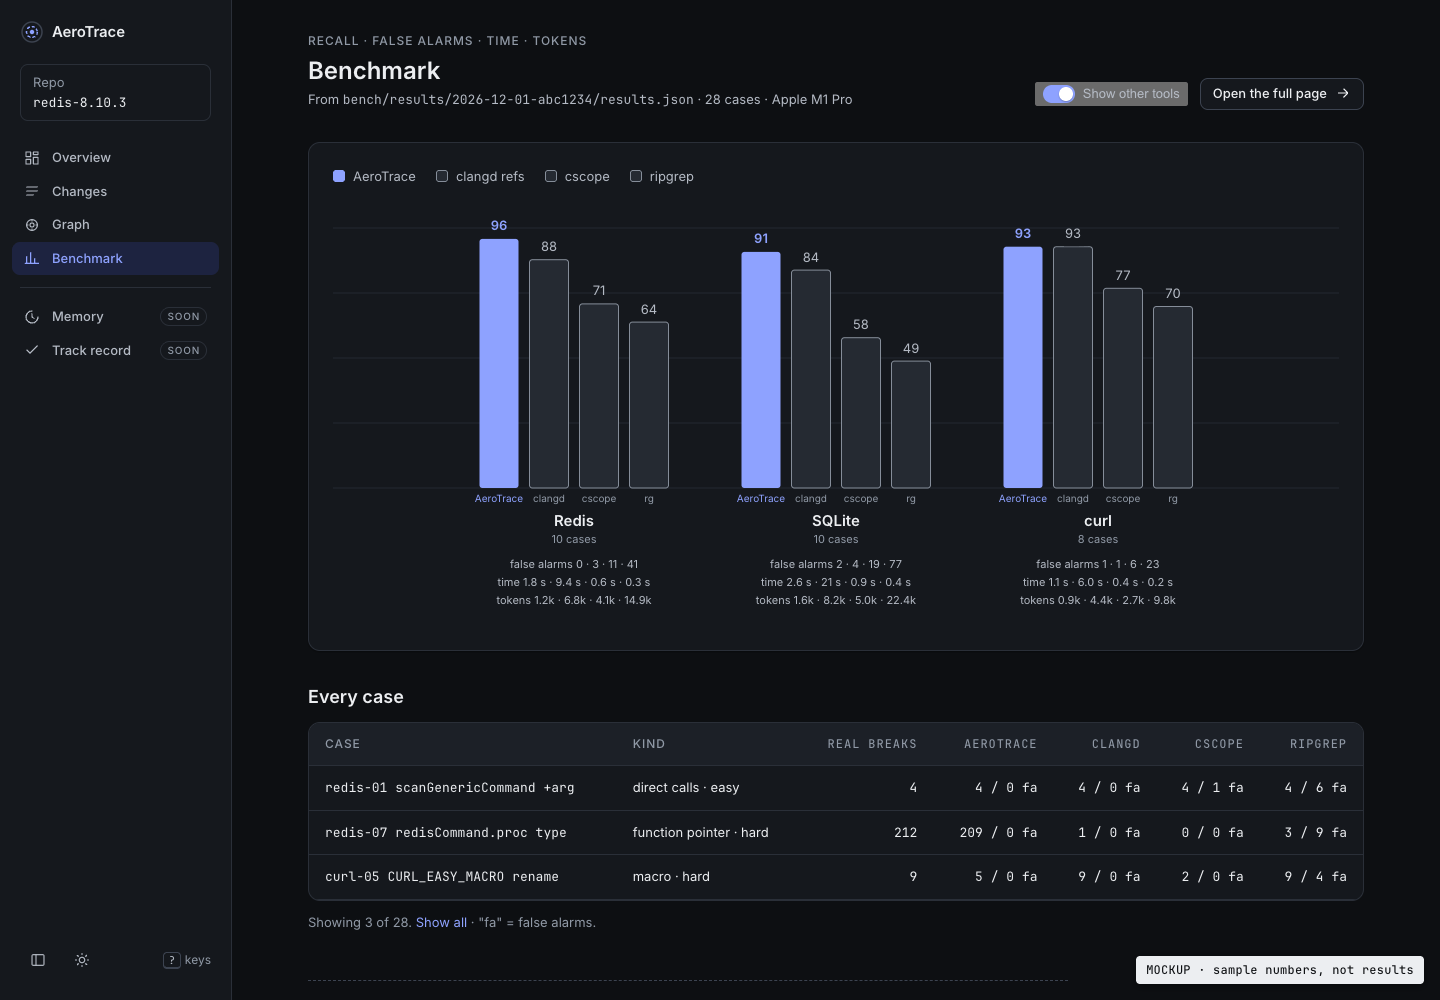 AeroTrace
Repo
redis-8.10.3
Overview
Changes
Graph
Benchmark
Memory SOON
Track record SOON
? keys
RECALL · FALSE ALARMS · TIME · TOKENS
Benchmark
From bench/results/2026-12-01-abc1234/results.json · 28 cases · Apple M1 Pro
Show other tools
Open the full page →
AeroTrace clangd refs cscope ripgrep
96 88 71 64
91 84 58 49
93 93 77 70
AeroTrace clangd cscope rg
Redis
10 cases
false alarms 0 · 3 · 11 · 41
time 1.8 s · 9.4 s · 0.6 s · 0.3 s
tokens 1.2k · 6.8k · 4.1k · 14.9k
AeroTrace clangd cscope rg
SQLite
10 cases
false alarms 2 · 4 · 19 · 77
time 2.6 s · 21 s · 0.9 s · 0.4 s
tokens 1.6k · 8.2k · 5.0k · 22.4k
AeroTrace clangd cscope rg
curl
8 cases
false alarms 1 · 1 · 6 · 23
time 1.1 s · 6.0 s · 0.4 s · 0.2 s
tokens 0.9k · 4.4k · 2.7k · 9.8k
Every case
CASE KIND REAL BREAKS AEROTRACE CLANGD CSCOPE RIPGREP
redis-01 scanGenericCommand +arg direct calls · easy 4 4 / 0 fa 4 / 0 fa 4 / 1 fa 4 / 6 fa
redis-07 redisCommand.proc type function pointer · hard 212 209 / 0 fa 1 / 0 fa 0 / 0 fa 3 / 9 fa
curl-05 CURL_EASY_MACRO rename macro · hard 9 5 / 0 fa 9 / 0 fa 2 / 0 fa 9 / 4 fa
Showing 3 of 28. Show all · "fa" = false alarms.
MOCKUP · sample numbers, not results